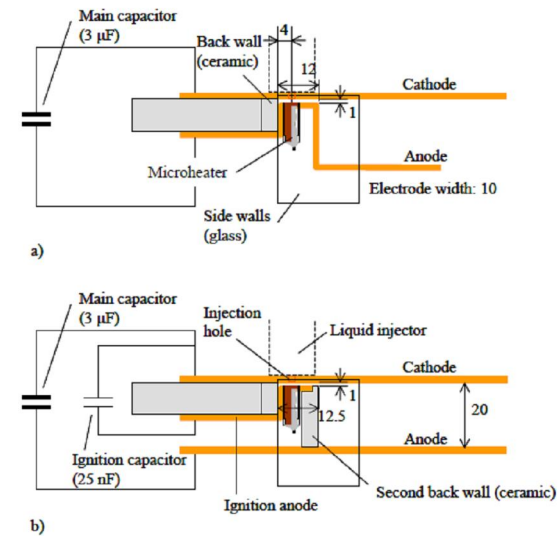 Main capacitor
(3 µF)
Back wall
(ceramic)
4
12
Cathode
1
Microheater
Anode
Electrode width: 10
Side walls
(glass)
a)
Main capacitor
(3 µF)
Injection
hole
Liquid injector
Cathode
1
12.5
20
Ignition capacitor
(25 nF)
Anode
Ignition anode
Second back wall (ceramic)
b)